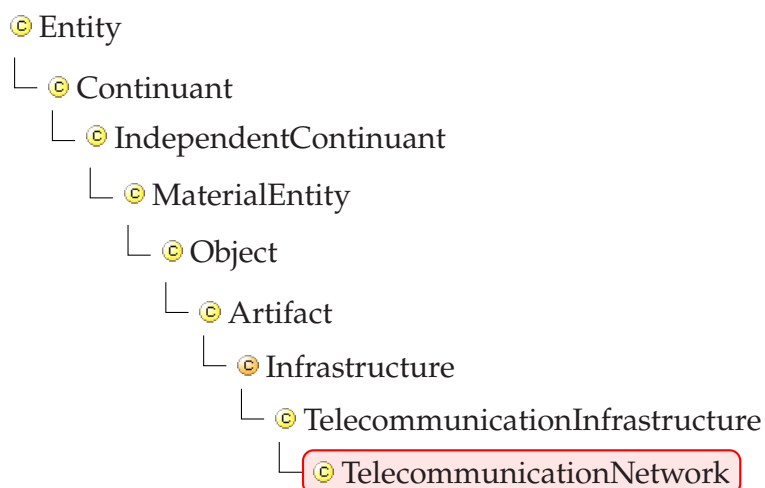 C Entity
C Continuant
C IndependentContinuant
C MaterialEntity
C Object
C Artifact
C Infrastructure
C TelecommunicationInfrastructure
C TelecommunicationNetwork